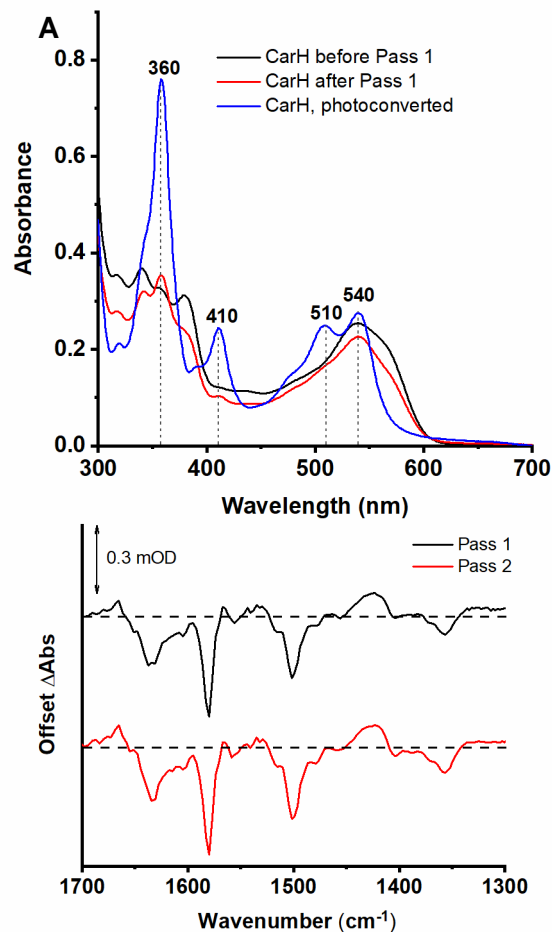 A
CarH before Pass 1
CarH after Pass 1
CarH, photoconverted
360
410
510
540
Absorbance
0.8
0.6
0.4
0.2
0.0
300 400 500 600 700
Wavelength (nm)
0.3 mOD
Pass 1
Pass 2
Offset ΔAbs
1700 1600 1500 1400 1300
Wavenumber (cm⁻¹)